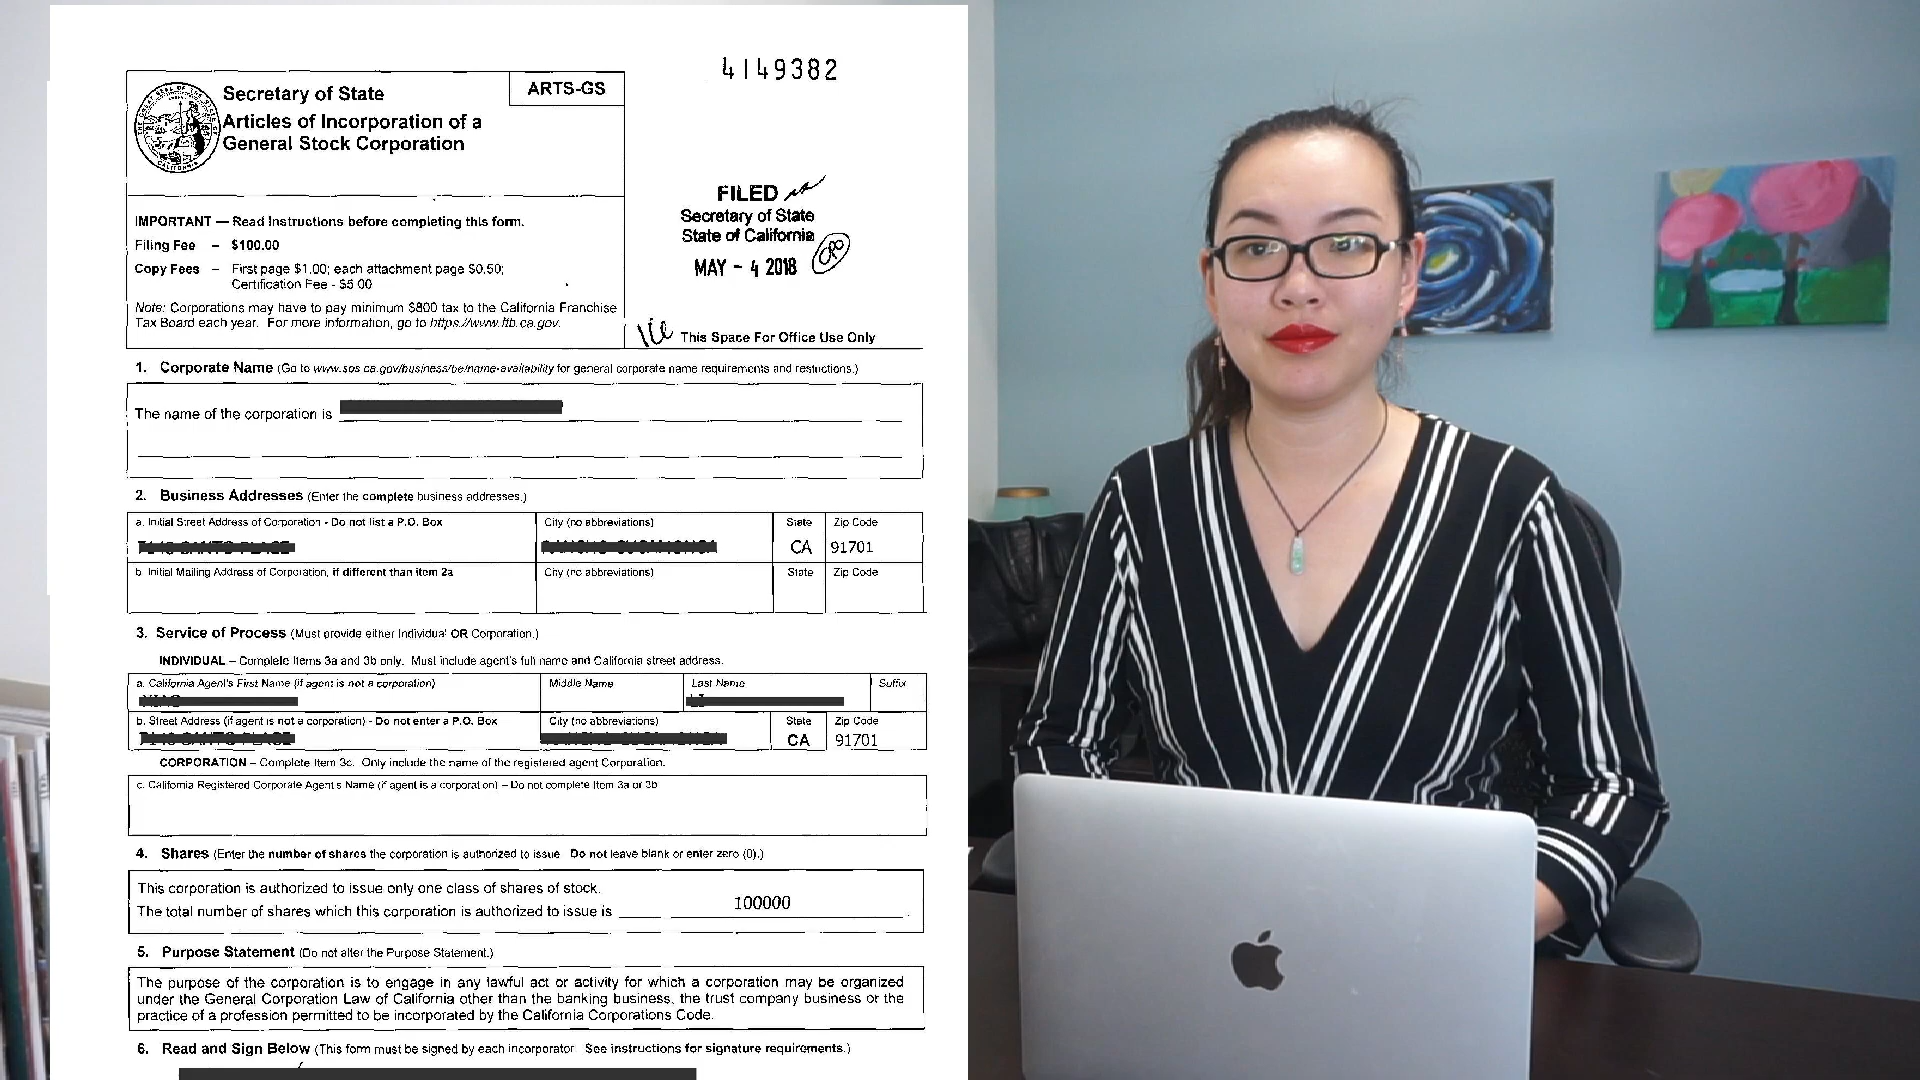 4149382
Secretary of State
ARTS-GS
Articles of Incorporation of a
General Stock Corporation
IMPORTANT — Read Instructions before completing this form.
Filing Fee – $100.00
Copy Fees – First page $1.00; each attachment page $0.50;
Certification Fee - $5 00
Note: Corporations may have to pay minimum $800 tax to the California Franchise
Tax Board each year. For more information, go to https://www.ftb.ca.gov.
FILED
Secretary of State
State of California
MAY - 4 2018
This Space For Office Use Only
1. Corporate Name (Go to www.sos.ca.gov/business/be/name-availability for general corporate name requirements and restrictions.)
The name of the corporation is
2. Business Addresses (Enter the complete business addresses.)
a. Initial Street Address of Corporation - Do not list a P.O. Box
City (no abbreviations)
State
Zip Code
CA
91701
b. Initial Mailing Address of Corporation, if different than item 2a
City (no abbreviations)
State
Zip Code
3. Service of Process (Must provide either Individual OR Corporation.)
INDIVIDUAL – Complete Items 3a and 3b only. Must include agent's full name and California street address.
a. California Agent's First Name (if agent is not a corporation)
Middle Name
Last Name
Suffix
b. Street Address (if agent is not a corporation) - Do not enter a P.O. Box
City (no abbreviations)
State
Zip Code
CA
91701
CORPORATION – Complete Item 3c. Only include the name of the registered agent Corporation.
c. California Registered Corporate Agent's Name (if agent is a corporation) – Do not complete Item 3a or 3b
4. Shares (Enter the number of shares the corporation is authorized to issue Do not leave blank or enter zero (0).)
This corporation is authorized to issue only one class of shares of stock.
The total number of shares which this corporation is authorized to issue is 100000.
5. Purpose Statement (Do not alter the Purpose Statement.)
The purpose of the corporation is to engage in any lawful act or activity for which a corporation may be organized
under the General Corporation Law of California other than the banking business, the trust company business or the
practice of a profession permitted to be incorporated by the California Corporations Code.
6. Read and Sign Below (This form must be signed by each incorporator See instructions for signature requirements.)